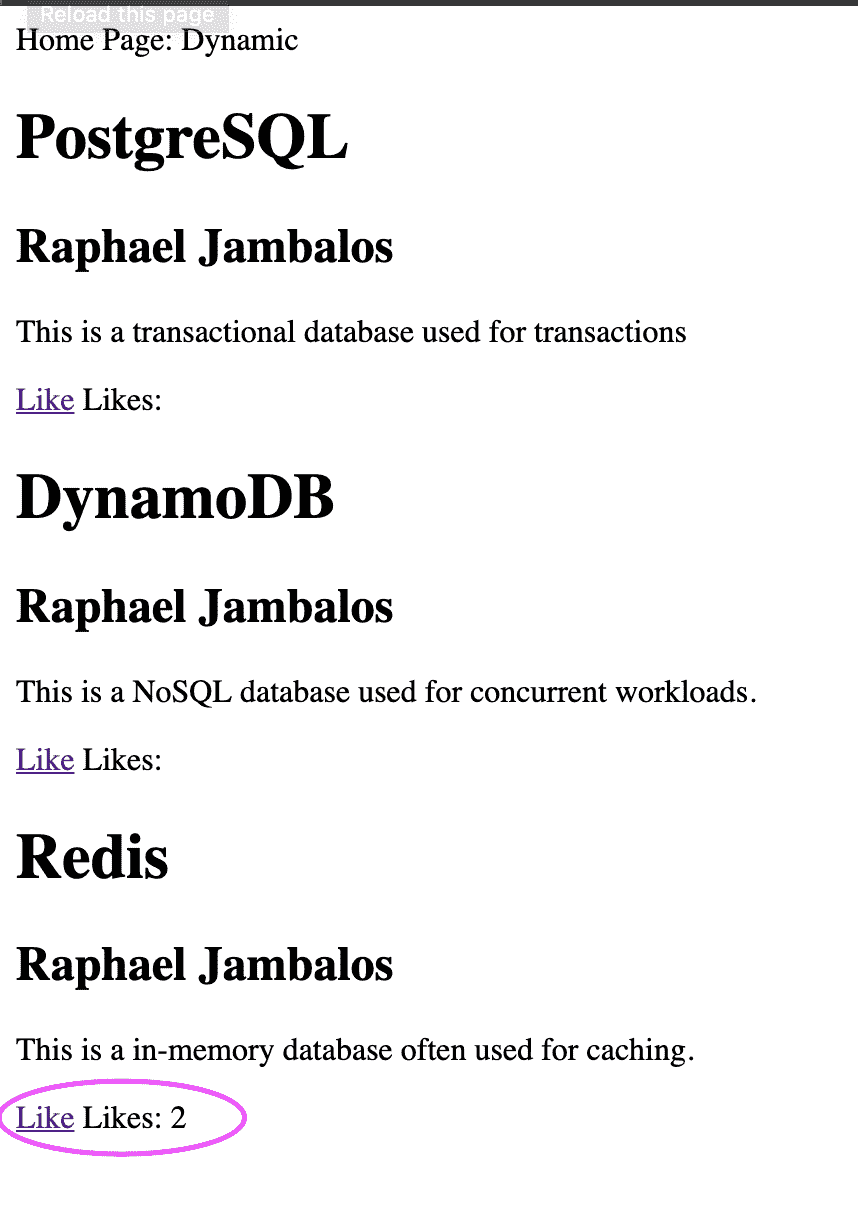 Reload this page
Home Page: Dynamic
PostgreSQL
Raphael Jambalos
This is a transactional database used for transactions
Like Likes:
DynamoDB
Raphael Jambalos
This is a NoSQL database used for concurrent workloads.
Like Likes:
Redis
Raphael Jambalos
This is a in-memory database often used for caching.
Like Likes: 2